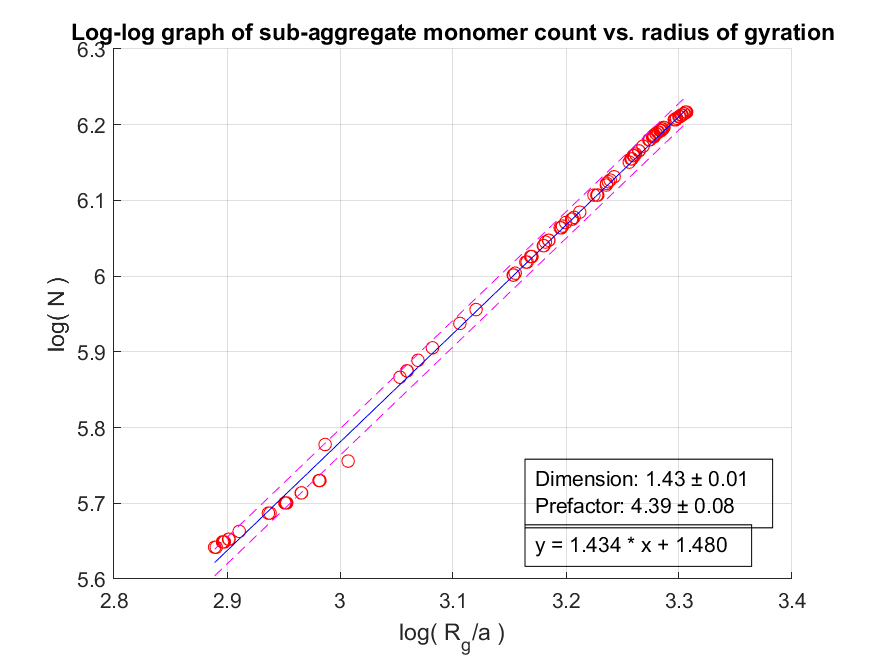 Log-log graph of sub-aggregate monomer count vs. radius of gyration
6.3
6.2
6.1
6
5.9
5.8
5.7
5.6
log( N )
Dimension: 1.43 ± 0.01
Prefactor: 4.39 ± 0.08
y = 1.434 * x + 1.480
2.8 2.9 3 3.1 3.2 3.3 3.4
log( R_g/a )